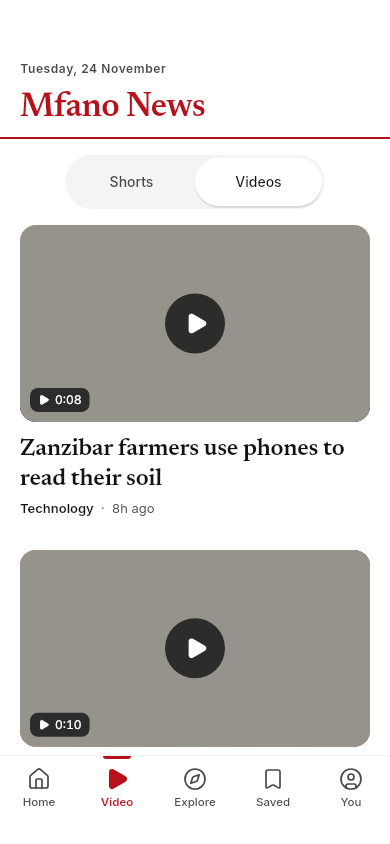 Tuesday, 24 November
Mfano News
Shorts
Videos
0:08
Zanzibar farmers use phones to
read their soil
Technology · 8h ago
0:10
Home
Video
Explore
Saved
You